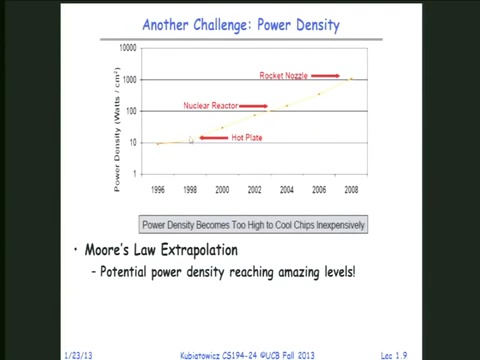 Another Challenge: Power Density
10000
1000
100
10
1
Power Density (Watts / cm²)
Rocket Nozzle
Nuclear Reactor
Hot Plate
1996 1998 2000 2002 2004 2006 2008
Power Density Becomes Too High to Cool Chips Inexpensively
• Moore's Law Extrapolation
– Potential power density reaching amazing levels!
1/23/13 Kubiatowicz CS194-24 ©UCB Fall 2013 Lec 1.9